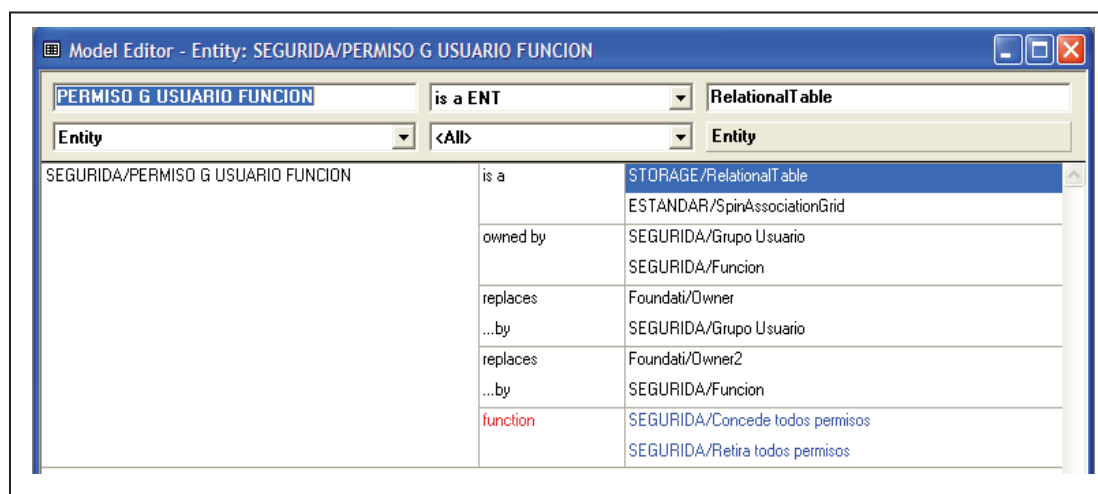 Model Editor - Entity: SEGURIDA/PERMISO G USUARIO FUNCION
PERMISO G USUARIO FUNCION is a ENT RelationalTable
Entity <All> Entity
SEGURIDA/PERMISO G USUARIO FUNCION is a STORAGE/RelationalTable
ESTANDAR/SpinAssociationGrid
owned by SEGURIDA/Grupo Usuario
SEGURIDA/Funcion
replaces Foundati/Owner
...by SEGURIDA/Grupo Usuario
replaces Foundati/Owner2
...by SEGURIDA/Funcion
function SEGURIDA/Concede todos permisos
SEGURIDA/Retira todos permisos